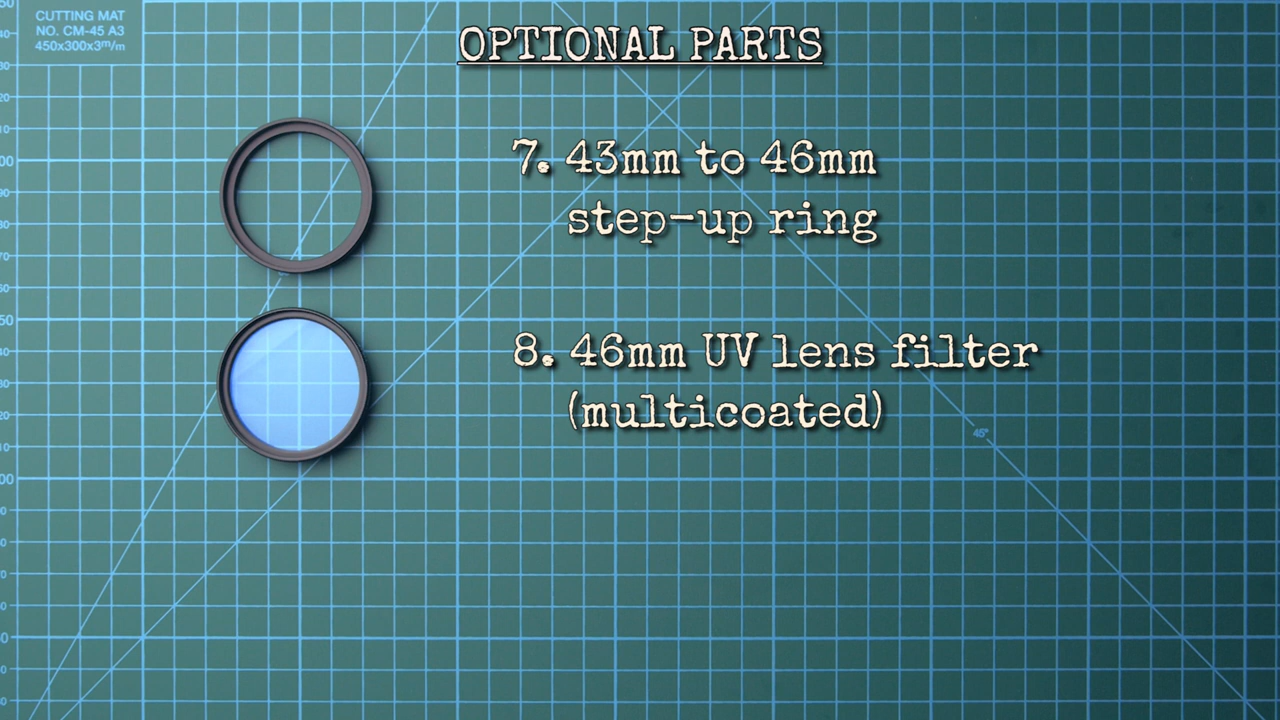 CUTTING MAT
NO. CM-45 A3
450x300x3m/m
OPTIONAL PARTS
7. 43mm to 46mm
step-up ring
8. 46mm UV lens filter
(multicoated)
45°